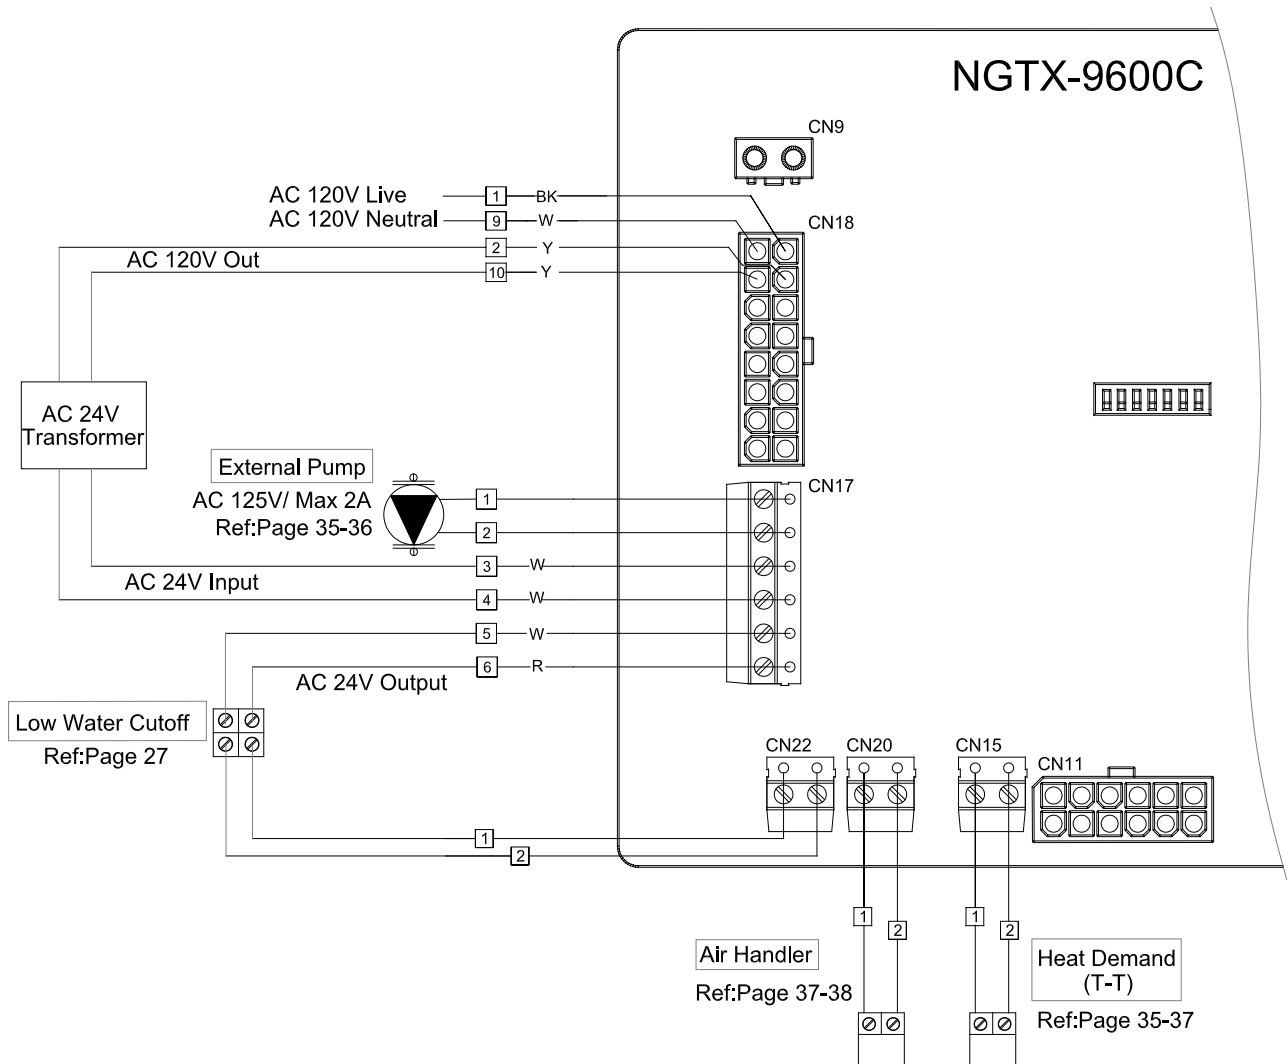 NGTX-9600C
CN9
AC 120V Live 1 BK
AC 120V Neutral 9 W
CN18
2 Y
AC 120V Out
10 Y
AC 24V
Transformer
External Pump
CN17
AC 125V/ Max 2A 1
Ref:Page 35-36 2
3 W
AC 24V Input
4 W
5 W
6 R
AC 24V Output
Low Water Cutoff
Ref:Page 27
CN22 CN20 CN15
CN11
1
2
1 2 1 2
Air Handler
Ref:Page 37-38
Heat Demand
(T-T)
Ref:Page 35-37